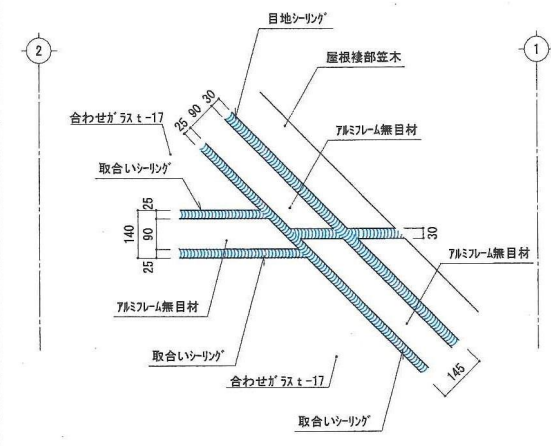 目地ｼｰﾘﾝｸﾞ
2
1
屋根褄部笠木
25 90 30
合わせｶﾞﾗｽ t-17
ｱﾙﾐﾌﾚｰﾑ無目材
取合いｼｰﾘﾝｸﾞ
25
140
90
25
30
ｱﾙﾐﾌﾚｰﾑ無目材
ｱﾙﾐﾌﾚｰﾑ無目材
取合いｼｰﾘﾝｸﾞ
合わせｶﾞﾗｽ t-17
145
取合いｼｰﾘﾝｸﾞ